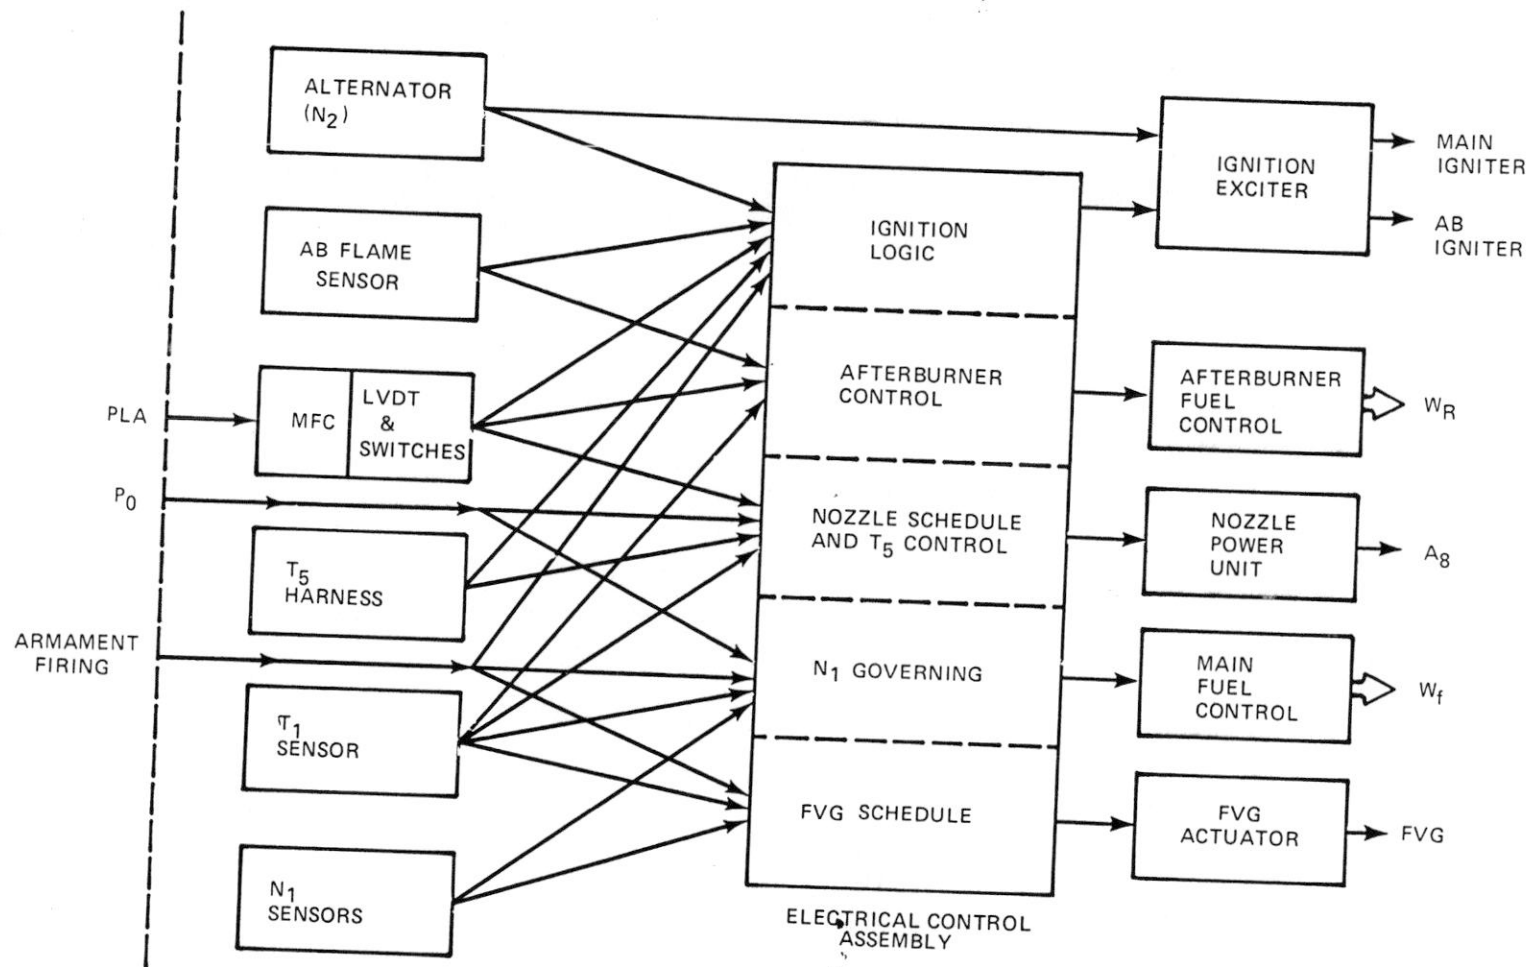 ALTERNATOR
(N2)
AB FLAME
SENSOR
PLA
MFC
LVDT
&
SWITCHES
P0
T5
HARNESS
ARMAMENT
FIRING
T1
SENSOR
N1
SENSORS
IGNITION
LOGIC
AFTERBURNER
CONTROL
NOZZLE SCHEDULE
AND T5 CONTROL
N1 GOVERNING
FVG SCHEDULE
ELECTRICAL CONTROL
ASSEMBLY
IGNITION
EXCITER
MAIN
IGNITER
AB
IGNITER
AFTERBURNER
FUEL
CONTROL
WR
NOZZLE
POWER
UNIT
A8
MAIN
FUEL
CONTROL
Wf
FVG
ACTUATOR
FVG